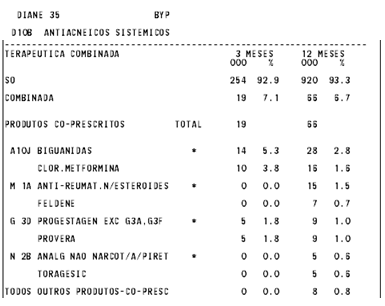 DIANE 35 BYP
D10B ANTIACNEICOS SISTEMICOS
TERAPEUTICA COMBINADA 3 MESES 12 MESES
000 % 000 %
SO 254 92.9 920 93.3
COMBINADA 19 7.1 66 6.7
PRODUTOS CO-PRESCRITOS TOTAL 19 66
A10J BIGUANIDAS * 14 5.3 28 2.8
CLOR.METFORMINA 10 3.8 16 1.6
M 1A ANTI-REUMAT.N/ESTEROIDES * 0 0.0 15 1.5
FELDENE 0 0.0 7 0.7
G 3D PROGESTAGEN EXC G3A,G3F * 5 1.8 9 1.0
PROVERA 5 1.8 9 1.0
N 2B ANALG NAO NARCOT/A/PIRET * 0 0.0 5 0.6
TORAGESIC 0 0.0 5 0.6
TODOS OUTROS PRODUTOS-CO-PRESC 0 0.0 8 0.8